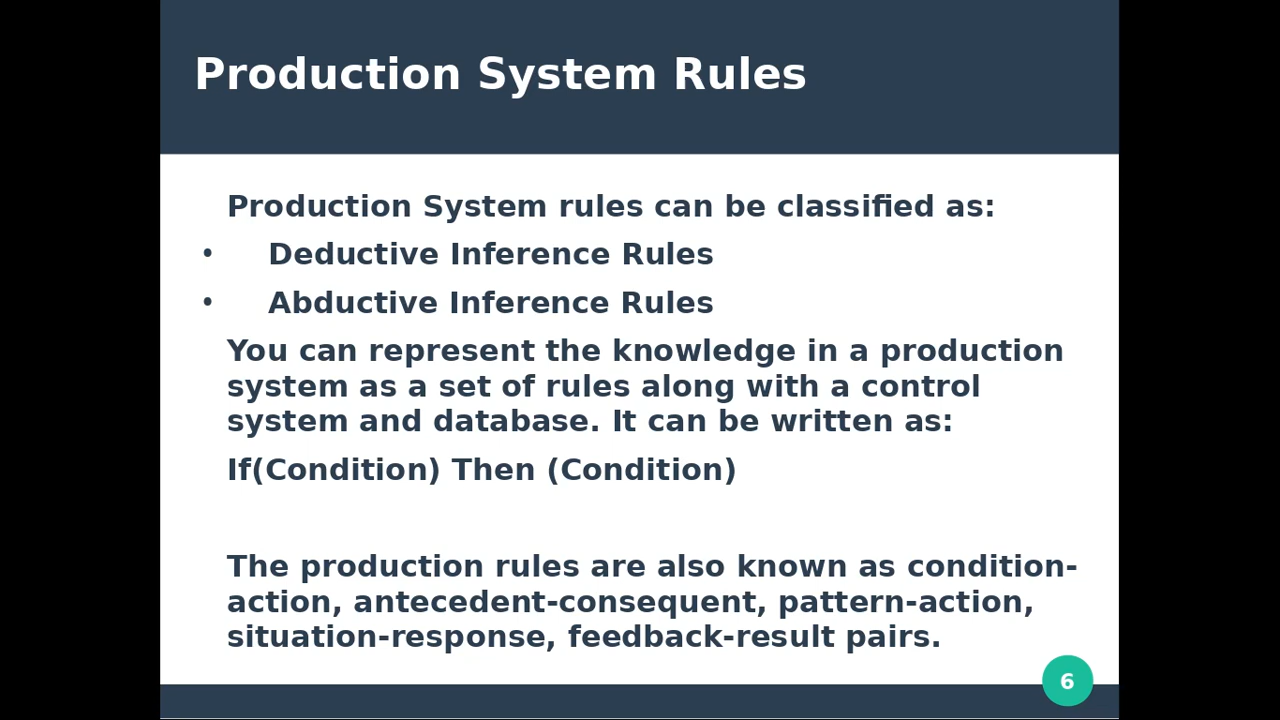 Production System Rules
Production System rules can be classified as:
• Deductive Inference Rules
• Abductive Inference Rules
You can represent the knowledge in a production
system as a set of rules along with a control
system and database. It can be written as:
If(Condition) Then (Condition)
The production rules are also known as condition-
action, antecedent-consequent, pattern-action,
situation-response, feedback-result pairs.
6